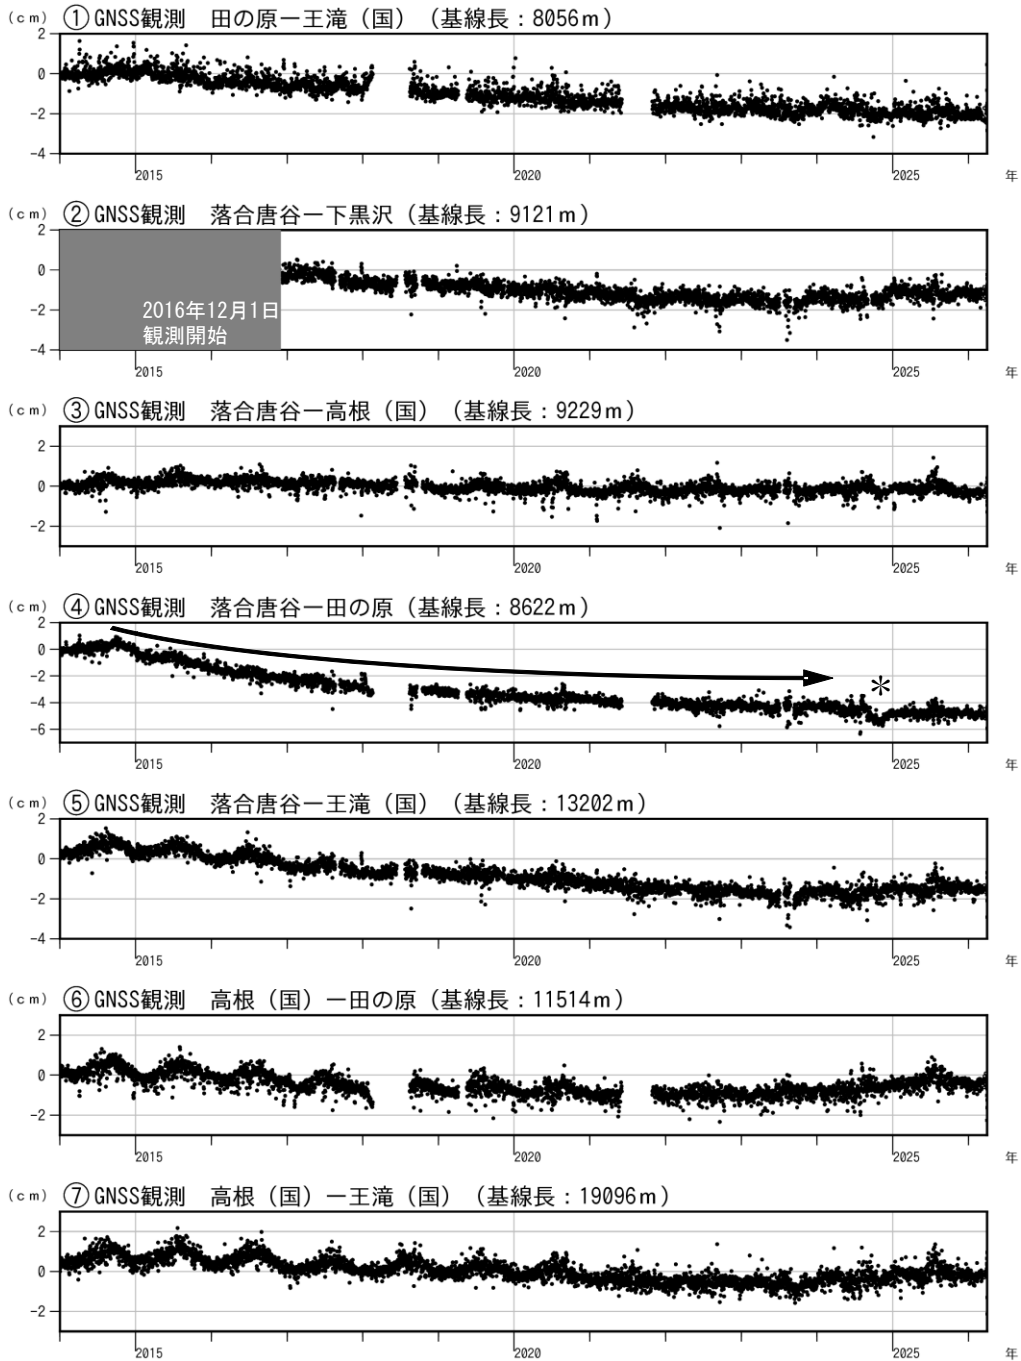 (cm) ①GNSS観測 田の原－王滝（国）（基線長：8056m）
2
0
-2
-4
2015 2020 2025 年
(cm) ②GNSS観測 落合唐谷－下黒沢（基線長：9121m）
2
0
-2
-4
2016年12月1日
観測開始
2015 2020 2025 年
(cm) ③GNSS観測 落合唐谷－高根（国）（基線長：9229m）
2
0
-2
2015 2020 2025 年
(cm) ④GNSS観測 落合唐谷－田の原（基線長：8622m）
2
0
-2
-4
-6
＊
2015 2020 2025 年
(cm) ⑤GNSS観測 落合唐谷－王滝（国）（基線長：13202m）
2
0
-2
-4
2015 2020 2025 年
(cm) ⑥GNSS観測 高根（国）－田の原（基線長：11514m）
2
0
-2
2015 2020 2025 年
(cm) ⑦GNSS観測 高根（国）－王滝（国）（基線長：19096m）
2
0
-2
2015 2020 2025 年